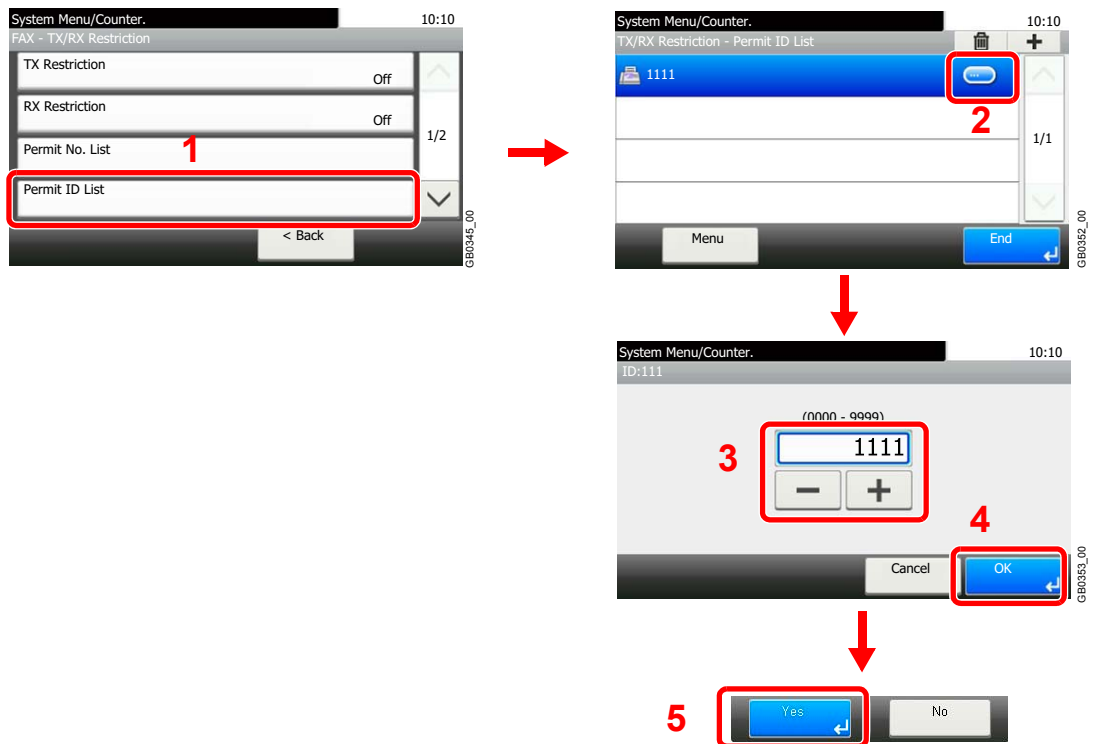 System Menu/Counter.
10:10
FAX - TX/RX Restriction
TX Restriction
Off
RX Restriction
Off
1/2
Permit No. List
1
Permit ID List
< Back
GB0345_00
System Menu/Counter.
10:10
TX/RX Restriction - Permit ID List
1111
2
1/1
Menu
End
GB0352_00
System Menu/Counter.
10:10
ID:111
(0000 - 9999)
1111
3
4
Cancel
OK
GB0353_00
5
Yes
No